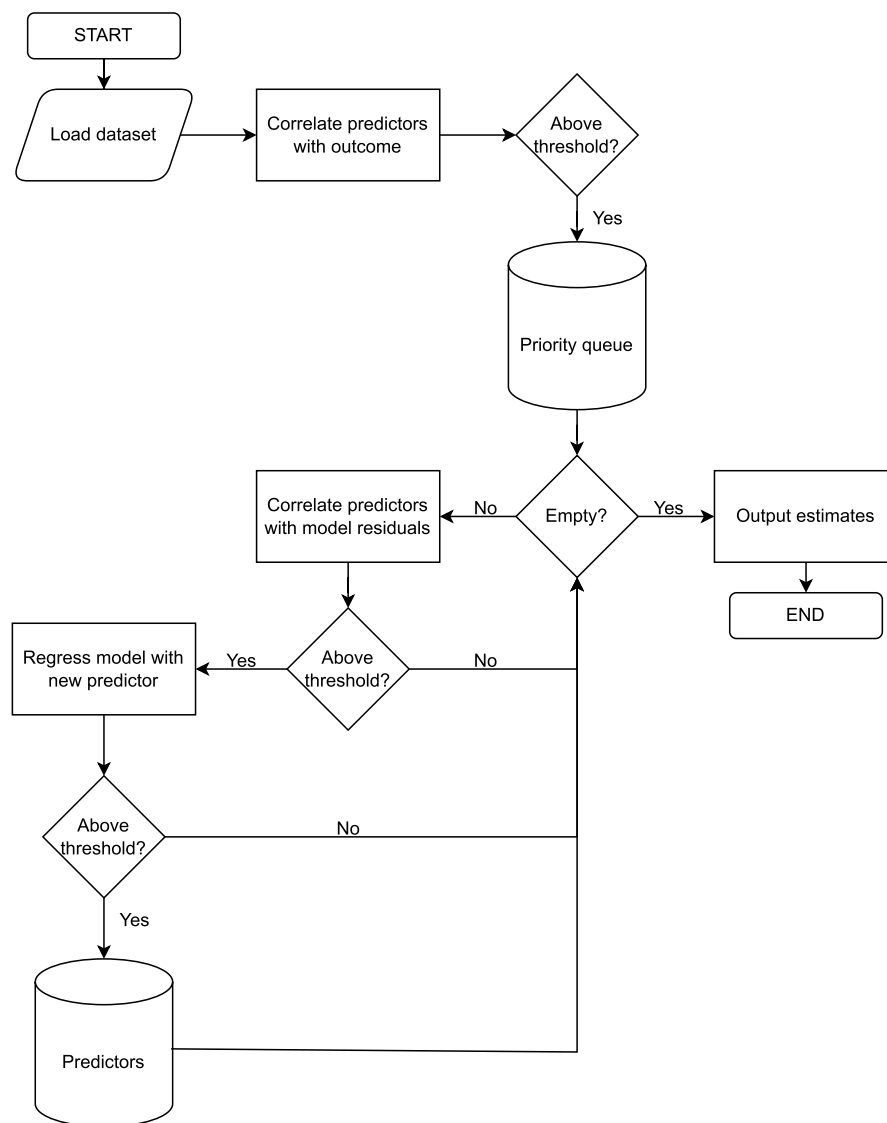 START
Load dataset
Correlate predictors
with outcome
Above
threshold?
Yes
Priority queue
Empty?
No
Yes
Correlate predictors
with model residuals
Output estimates
END
Above
threshold?
Yes
No
Regress model with
new predictor
Above
threshold?
No
Yes
Predictors